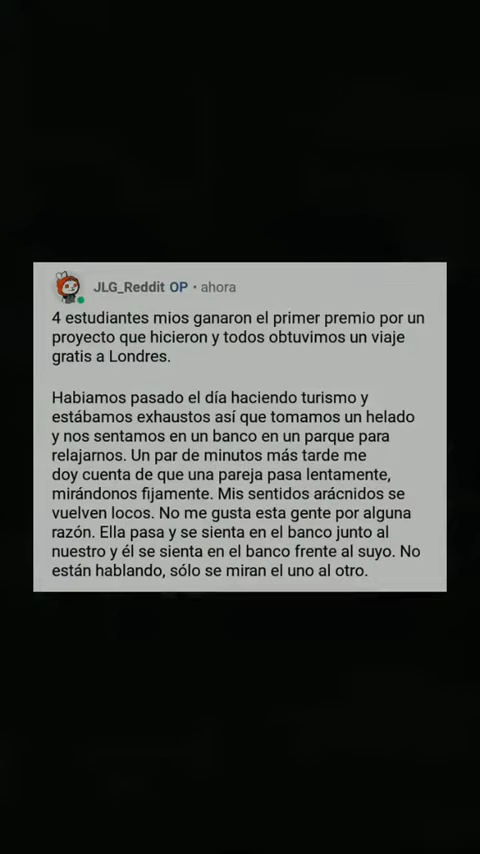 JLG_Reddit OP • ahora
4 estudiantes mios ganaron el primer premio por un
proyecto que hicieron y todos obtuvimos un viaje
gratis a Londres.
Habiamos pasado el día haciendo turismo y
estábamos exhaustos así que tomamos un helado
y nos sentamos en un banco en un parque para
relajarnos. Un par de minutos más tarde me
doy cuenta de que una pareja pasa lentamente,
mirándonos fijamente. Mis sentidos arácnidos se
vuelven locos. No me gusta esta gente por alguna
razón. Ella pasa y se sienta en el banco junto al
nuestro y él se sienta en el banco frente al suyo. No
están hablando, sólo se miran el uno al otro.